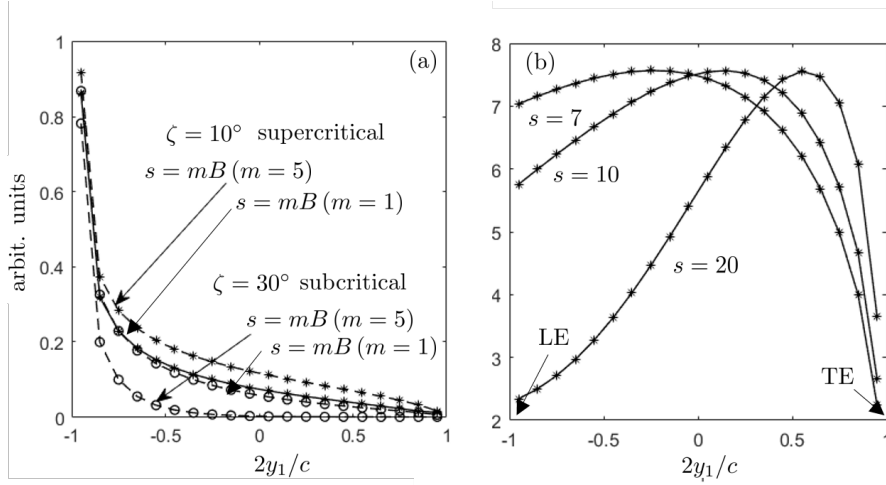 (a)
1
0.8
0.6
0.4
0.2
0
arbit. units
ζ = 10° supercritical
s = mB (m = 5)
s = mB (m = 1)
ζ = 30° subcritical
s = mB (m = 5)
s = mB (m = 1)
-1
-0.5
0
0.5
1
2y₁/c
(b)
8
7
6
5
4
3
2
s = 7
s = 10
s = 20
LE
TE
-1
-0.5
0
0.5
1
2y₁/c